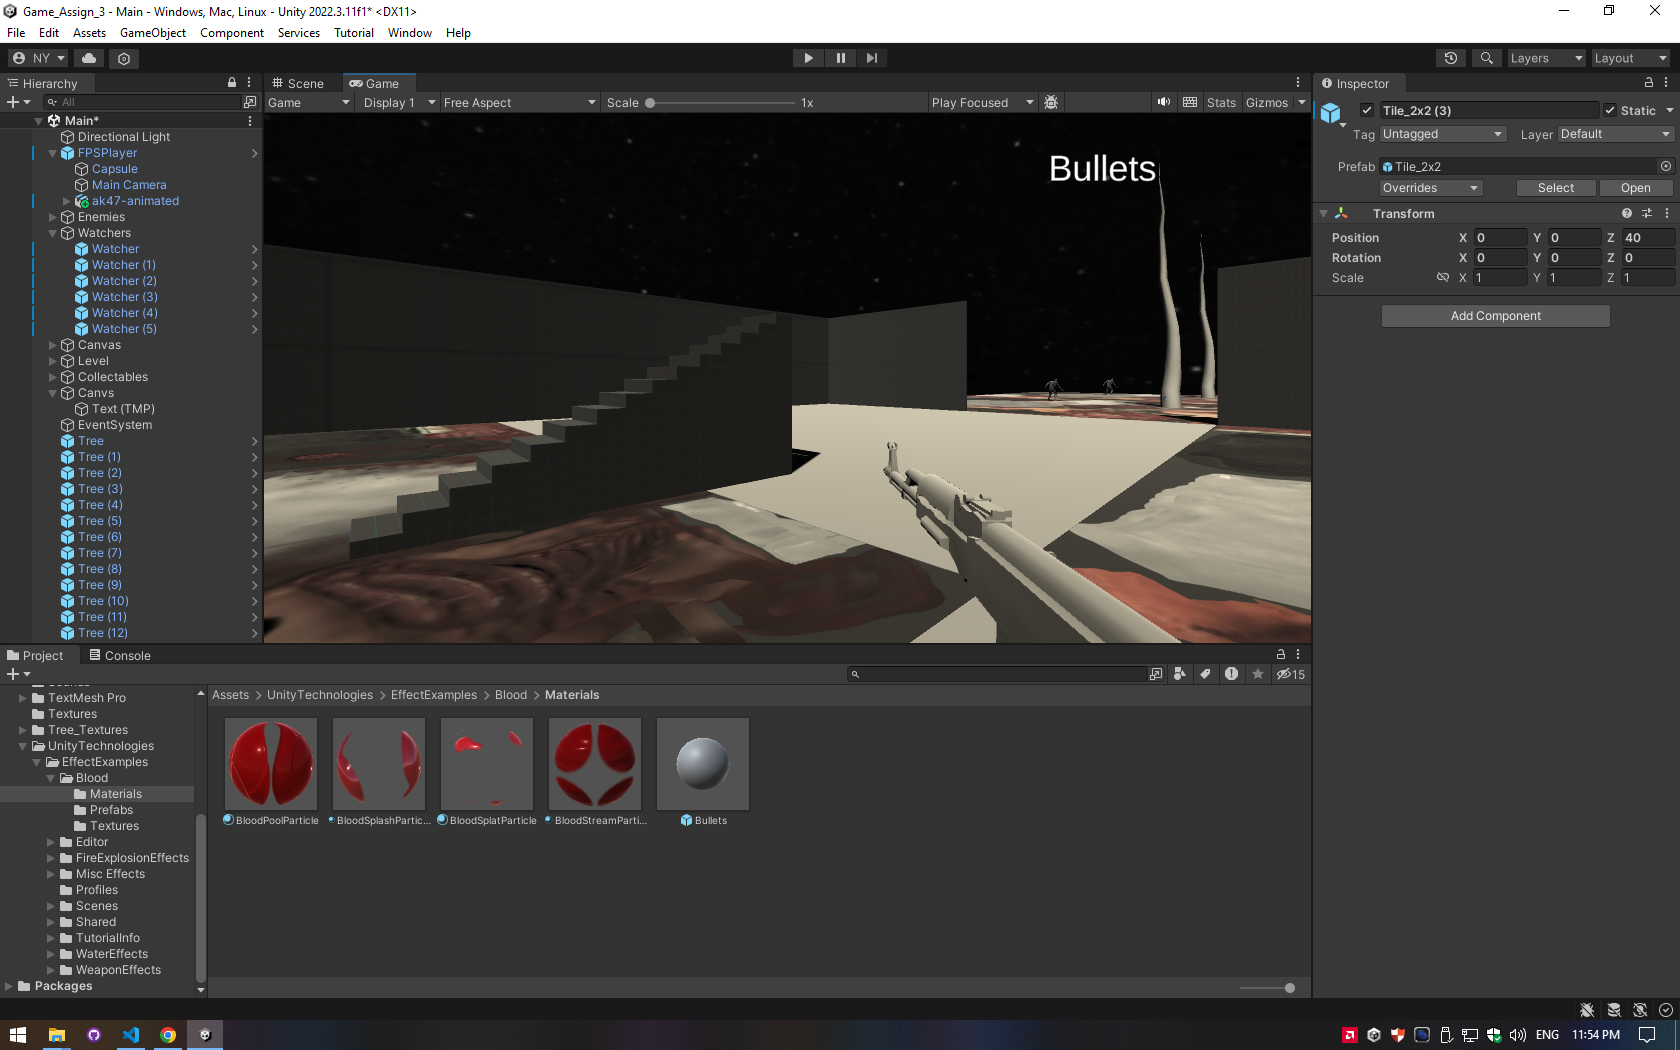 Game_Assign_3 - Main - Windows, Mac, Linux - Unity 2022.3.11f1* <DX11>
File Edit Assets GameObject Component Services Tutorial Window Help
NY Layers Layout
Hierarchy
All
Main*
Directional Light
FPSPlayer
Capsule
Main Camera
ak47-animated
Enemies
Watchers
Watcher
Watcher (1)
Watcher (2)
Watcher (3)
Watcher (4)
Watcher (5)
Canvas
Level
Collectables
Canvs
Text (TMP)
EventSystem
Tree
Tree (1)
Tree (2)
Tree (3)
Tree (4)
Tree (5)
Tree (6)
Tree (7)
Tree (8)
Tree (9)
Tree (10)
Tree (11)
Tree (12)
Scene Game
Game Display 1 Free Aspect Scale 1x Play Focused Stats Gizmos
Bullets
Inspector
Tile_2x2 (3) Static
Tag Untagged Layer Default
Prefab Tile_2x2
Overrides Select Open
Transform
Position X 0 Y 0 Z 40
Rotation X 0 Y 0 Z 0
Scale X 1 Y 1 Z 1
Add Component
Project Console
15
TextMesh Pro
Textures
Tree_Textures
UnityTechnologies
EffectExamples
Blood
Materials
Prefabs
Textures
Editor
FireExplosionEffects
Misc Effects
Profiles
Scenes
Shared
TutorialInfo
WaterEffects
WeaponEffects
Packages
Assets > UnityTechnologies > EffectExamples > Blood > Materials
BloodPoolParticle BloodSplashPartic... BloodSplatParticle BloodStreamParti... Bullets
ENG 11:54 PM